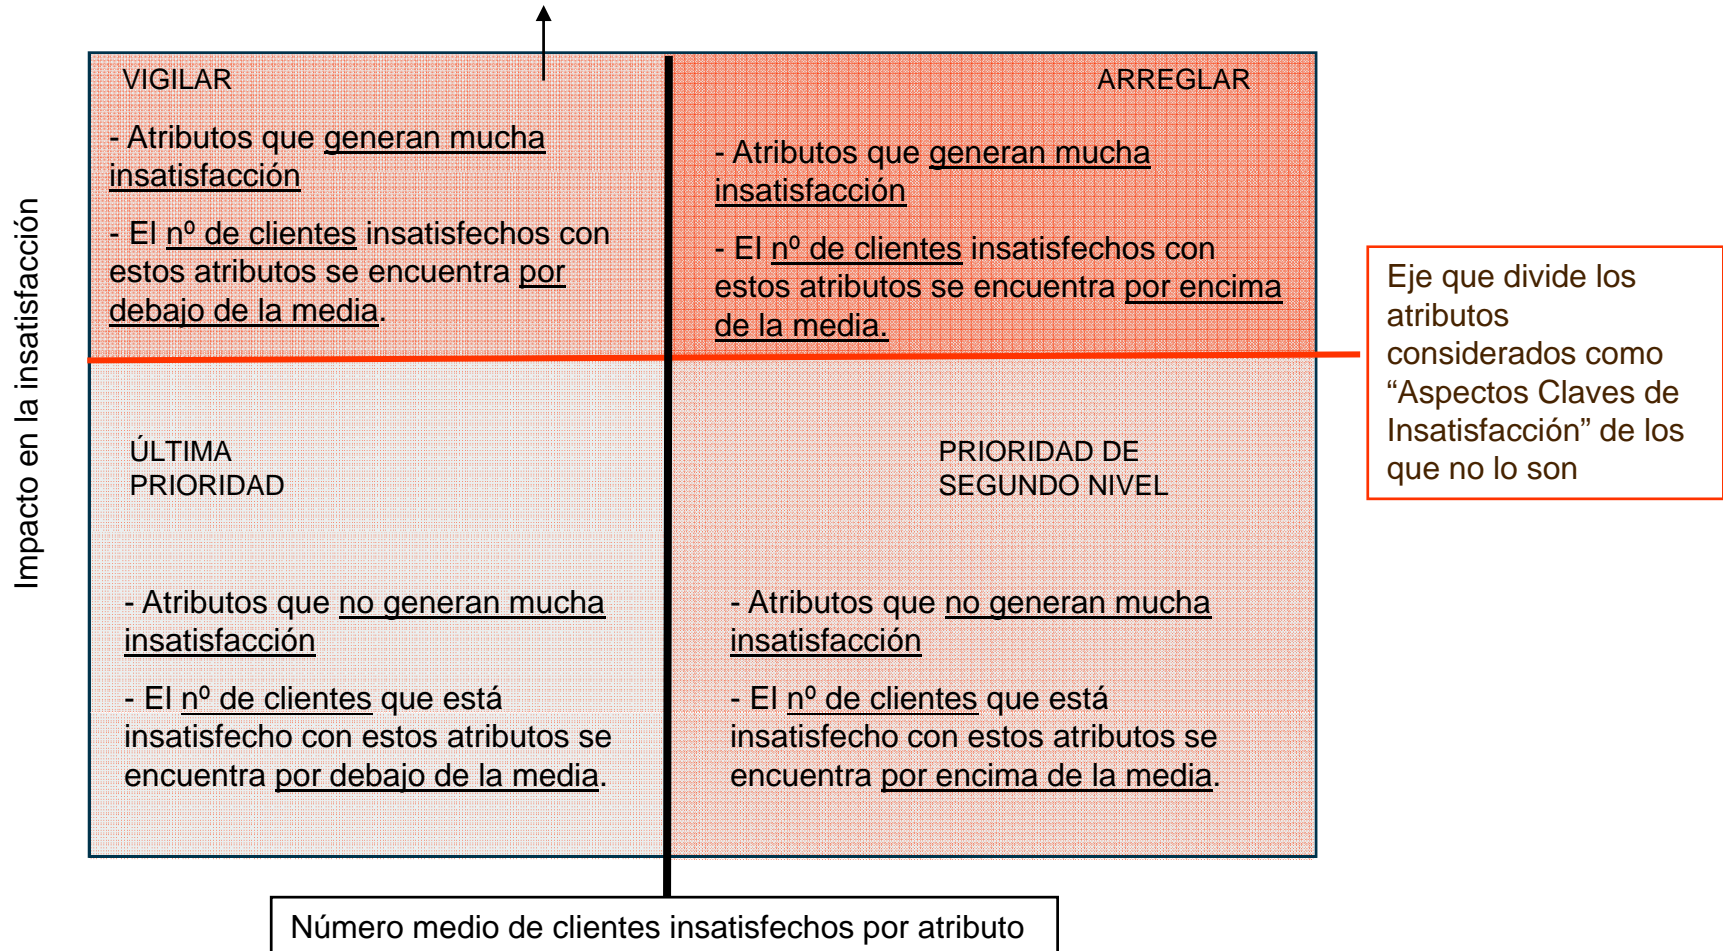 Impacto en la insatisfacción
VIGILAR
- Atributos que generan mucha
insatisfacción
- El nº de clientes insatisfechos con
estos atributos se encuentra por
debajo de la media.
ARREGLAR
- Atributos que generan mucha
insatisfacción
- El nº de clientes insatisfechos con
estos atributos se encuentra por encima
de la media.
Eje que divide los
atributos
considerados como
“Aspectos Claves de
Insatisfacción” de los
que no lo son
ÚLTIMA
PRIORIDAD
- Atributos que no generan mucha
insatisfacción
- El nº de clientes que está
insatisfecho con estos atributos se
encuentra por debajo de la media.
PRIORIDAD DE
SEGUNDO NIVEL
- Atributos que no generan mucha
insatisfacción
- El nº de clientes que está
insatisfecho con estos atributos se
encuentra por encima de la media.
Número medio de clientes insatisfechos por atributo